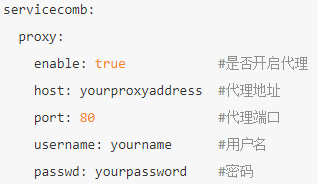 servicecomb:
  proxy:
    enable: true            #是否开启代理
    host: yourproxyaddress  #代理地址
    port: 80                #代理端口
    username: yourname      #用户名
    passwd: yourpassword    #密码